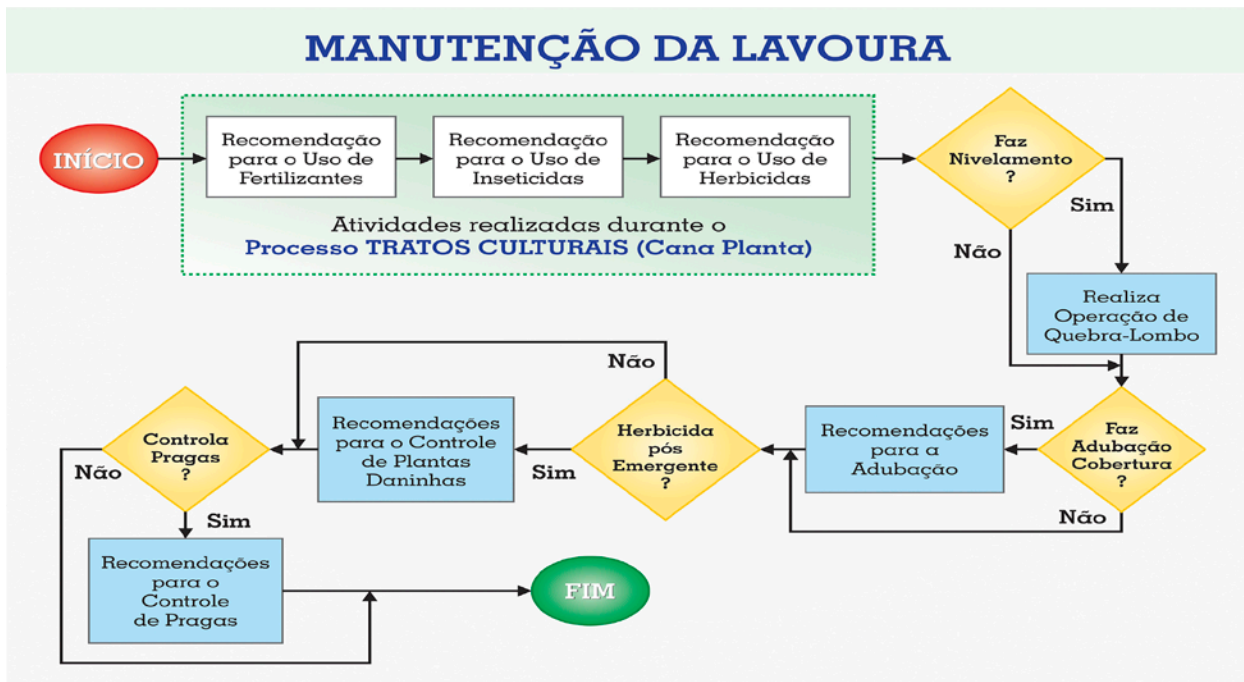 MANUTENÇÃO DA LAVOURA
INÍCIO
Recomendação
para o Uso de
Fertilizantes
Recomendação
para o Uso de
Inseticidas
Recomendação
para o Uso de
Herbicidas
Atividades realizadas durante o
Processo TRATOS CULTURAIS (Cana Planta)
Faz
Nivelamento
?
Sim
Não
Realiza
Operação de
Quebra-Lombo
Faz
Adubação
Cobertura
?
Sim
Não
Recomendações
para a
Adubação
Herbicida
pós
Emergente
?
Não
Sim
Recomendações
para o Controle
de Plantas
Daninhas
Controla
Pragas
?
Não
Sim
Recomendações
para o
Controle
de Pragas
FIM